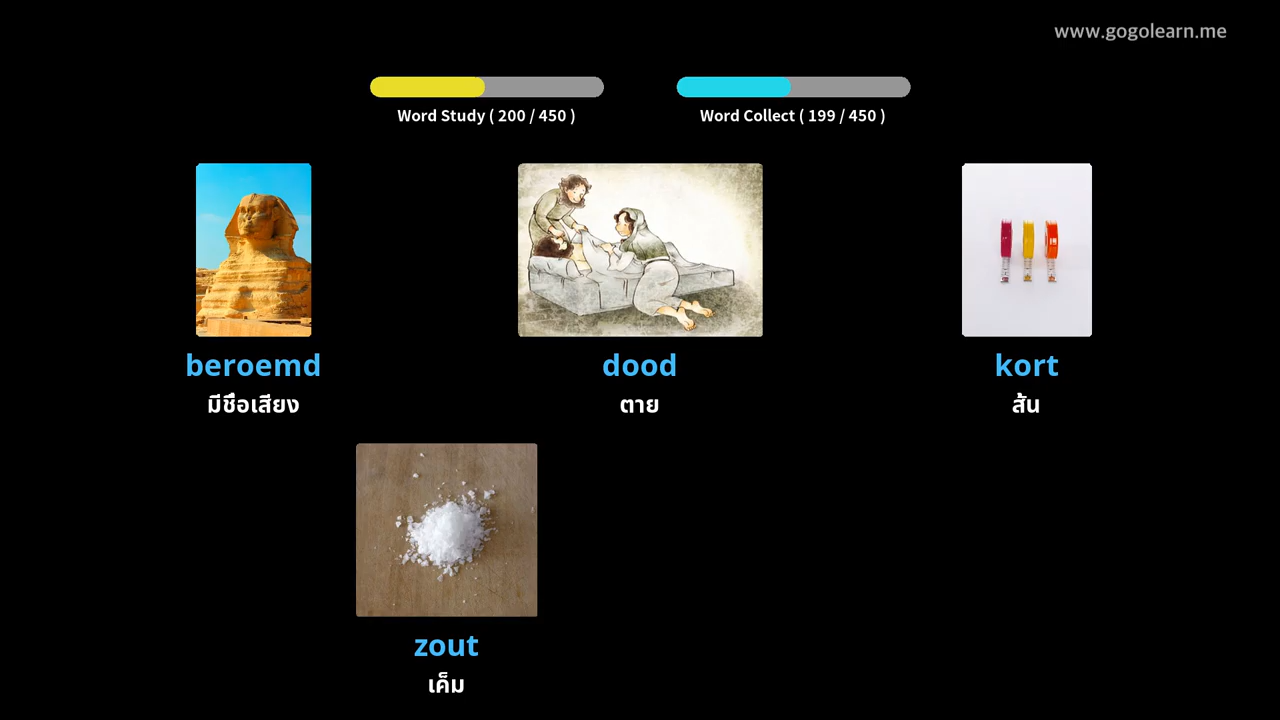 www.gogolearn.me
Word Study ( 200 / 450 )
Word Collect ( 199 / 450 )
beroemd
dood
kort
มีชื่อเสียง
ตาย
สั้น
zout
เค็ม